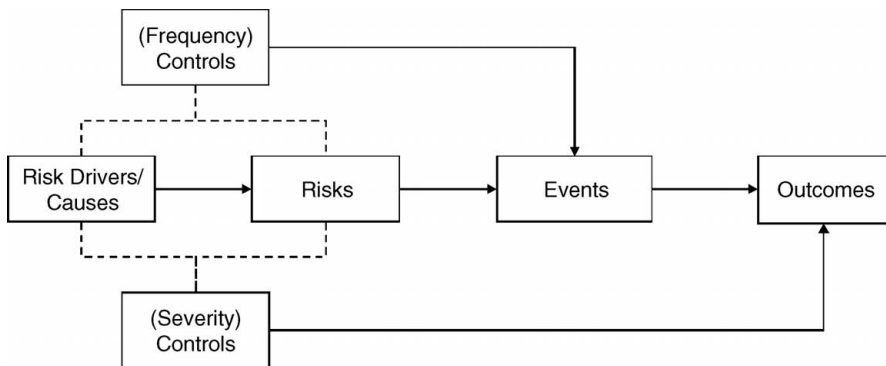 (Frequency)
Controls
Risk Drivers/
Causes
Risks
Events
Outcomes
(Severity)
Controls